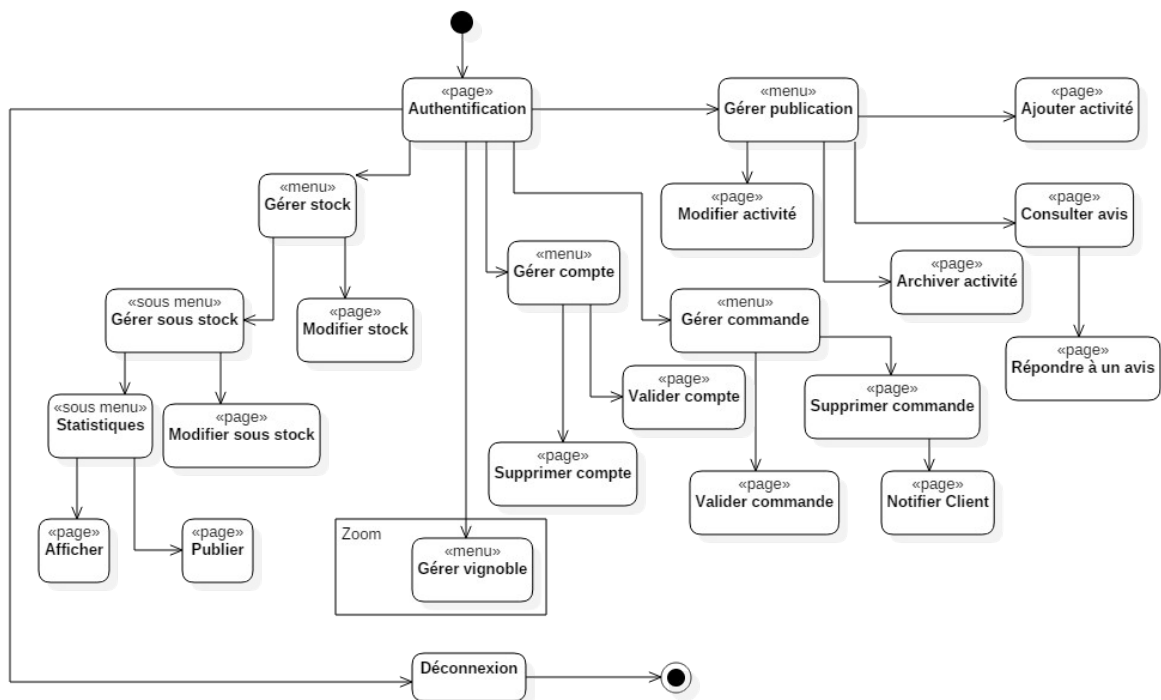 «page»
Authentification
«menu»
Gérer publication
«page»
Ajouter activité
«menu»
Gérer stock
«page»
Modifier activité
«page»
Consulter avis
«menu»
Gérer compte
«page»
Archiver activité
«sous menu»
Gérer sous stock
«page»
Modifier stock
«menu»
Gérer commande
«page»
Répondre à un avis
«page»
Valider compte
«page»
Supprimer commande
«sous menu»
Statistiques
«page»
Modifier sous stock
«page»
Supprimer compte
«page»
Valider commande
«page»
Notifier Client
«page»
Afficher
«page»
Publier
Zoom
«menu»
Gérer vignoble
Déconnexion